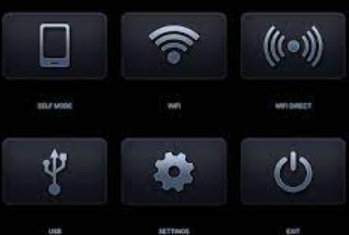 SELF MODE
WIFI
WIFI DIRECT
USB
SETTINGS
EXIT